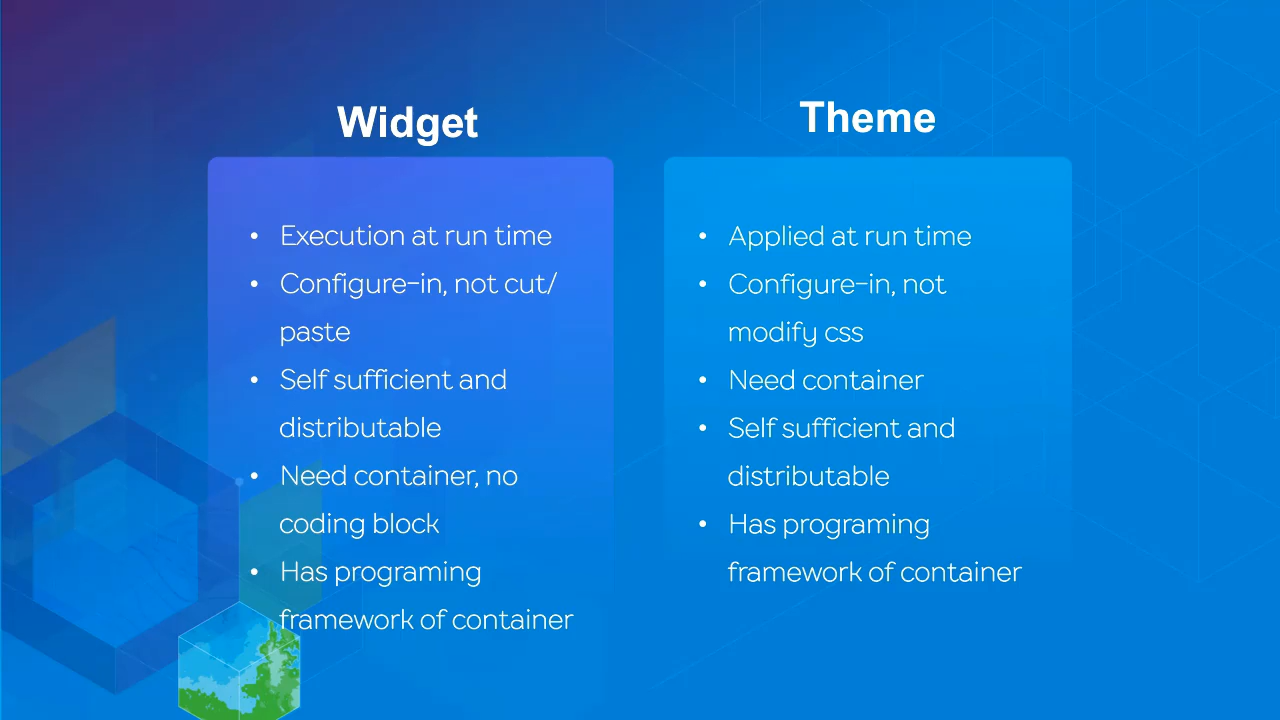 Widget
• Execution at run time
• Configure-in, not cut/
paste
• Self sufficient and
distributable
• Need container, no
coding block
• Has programing
framework of container
Theme
• Applied at run time
• Configure-in, not
modify css
• Need container
• Self sufficient and
distributable
• Has programing
framework of container